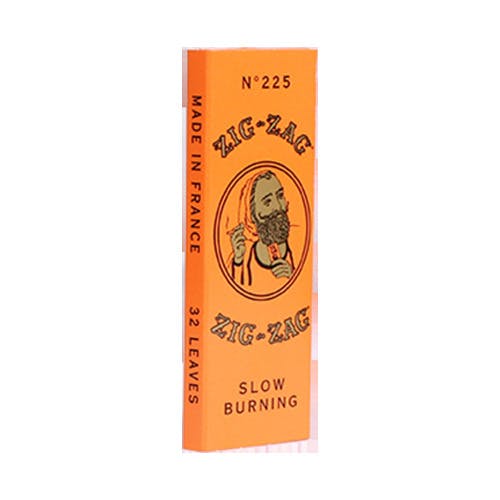 N° 225
ZIG-ZAG
ZIG-ZAG
SLOW
BURNING
MADE IN FRANCE
32 LEAVES